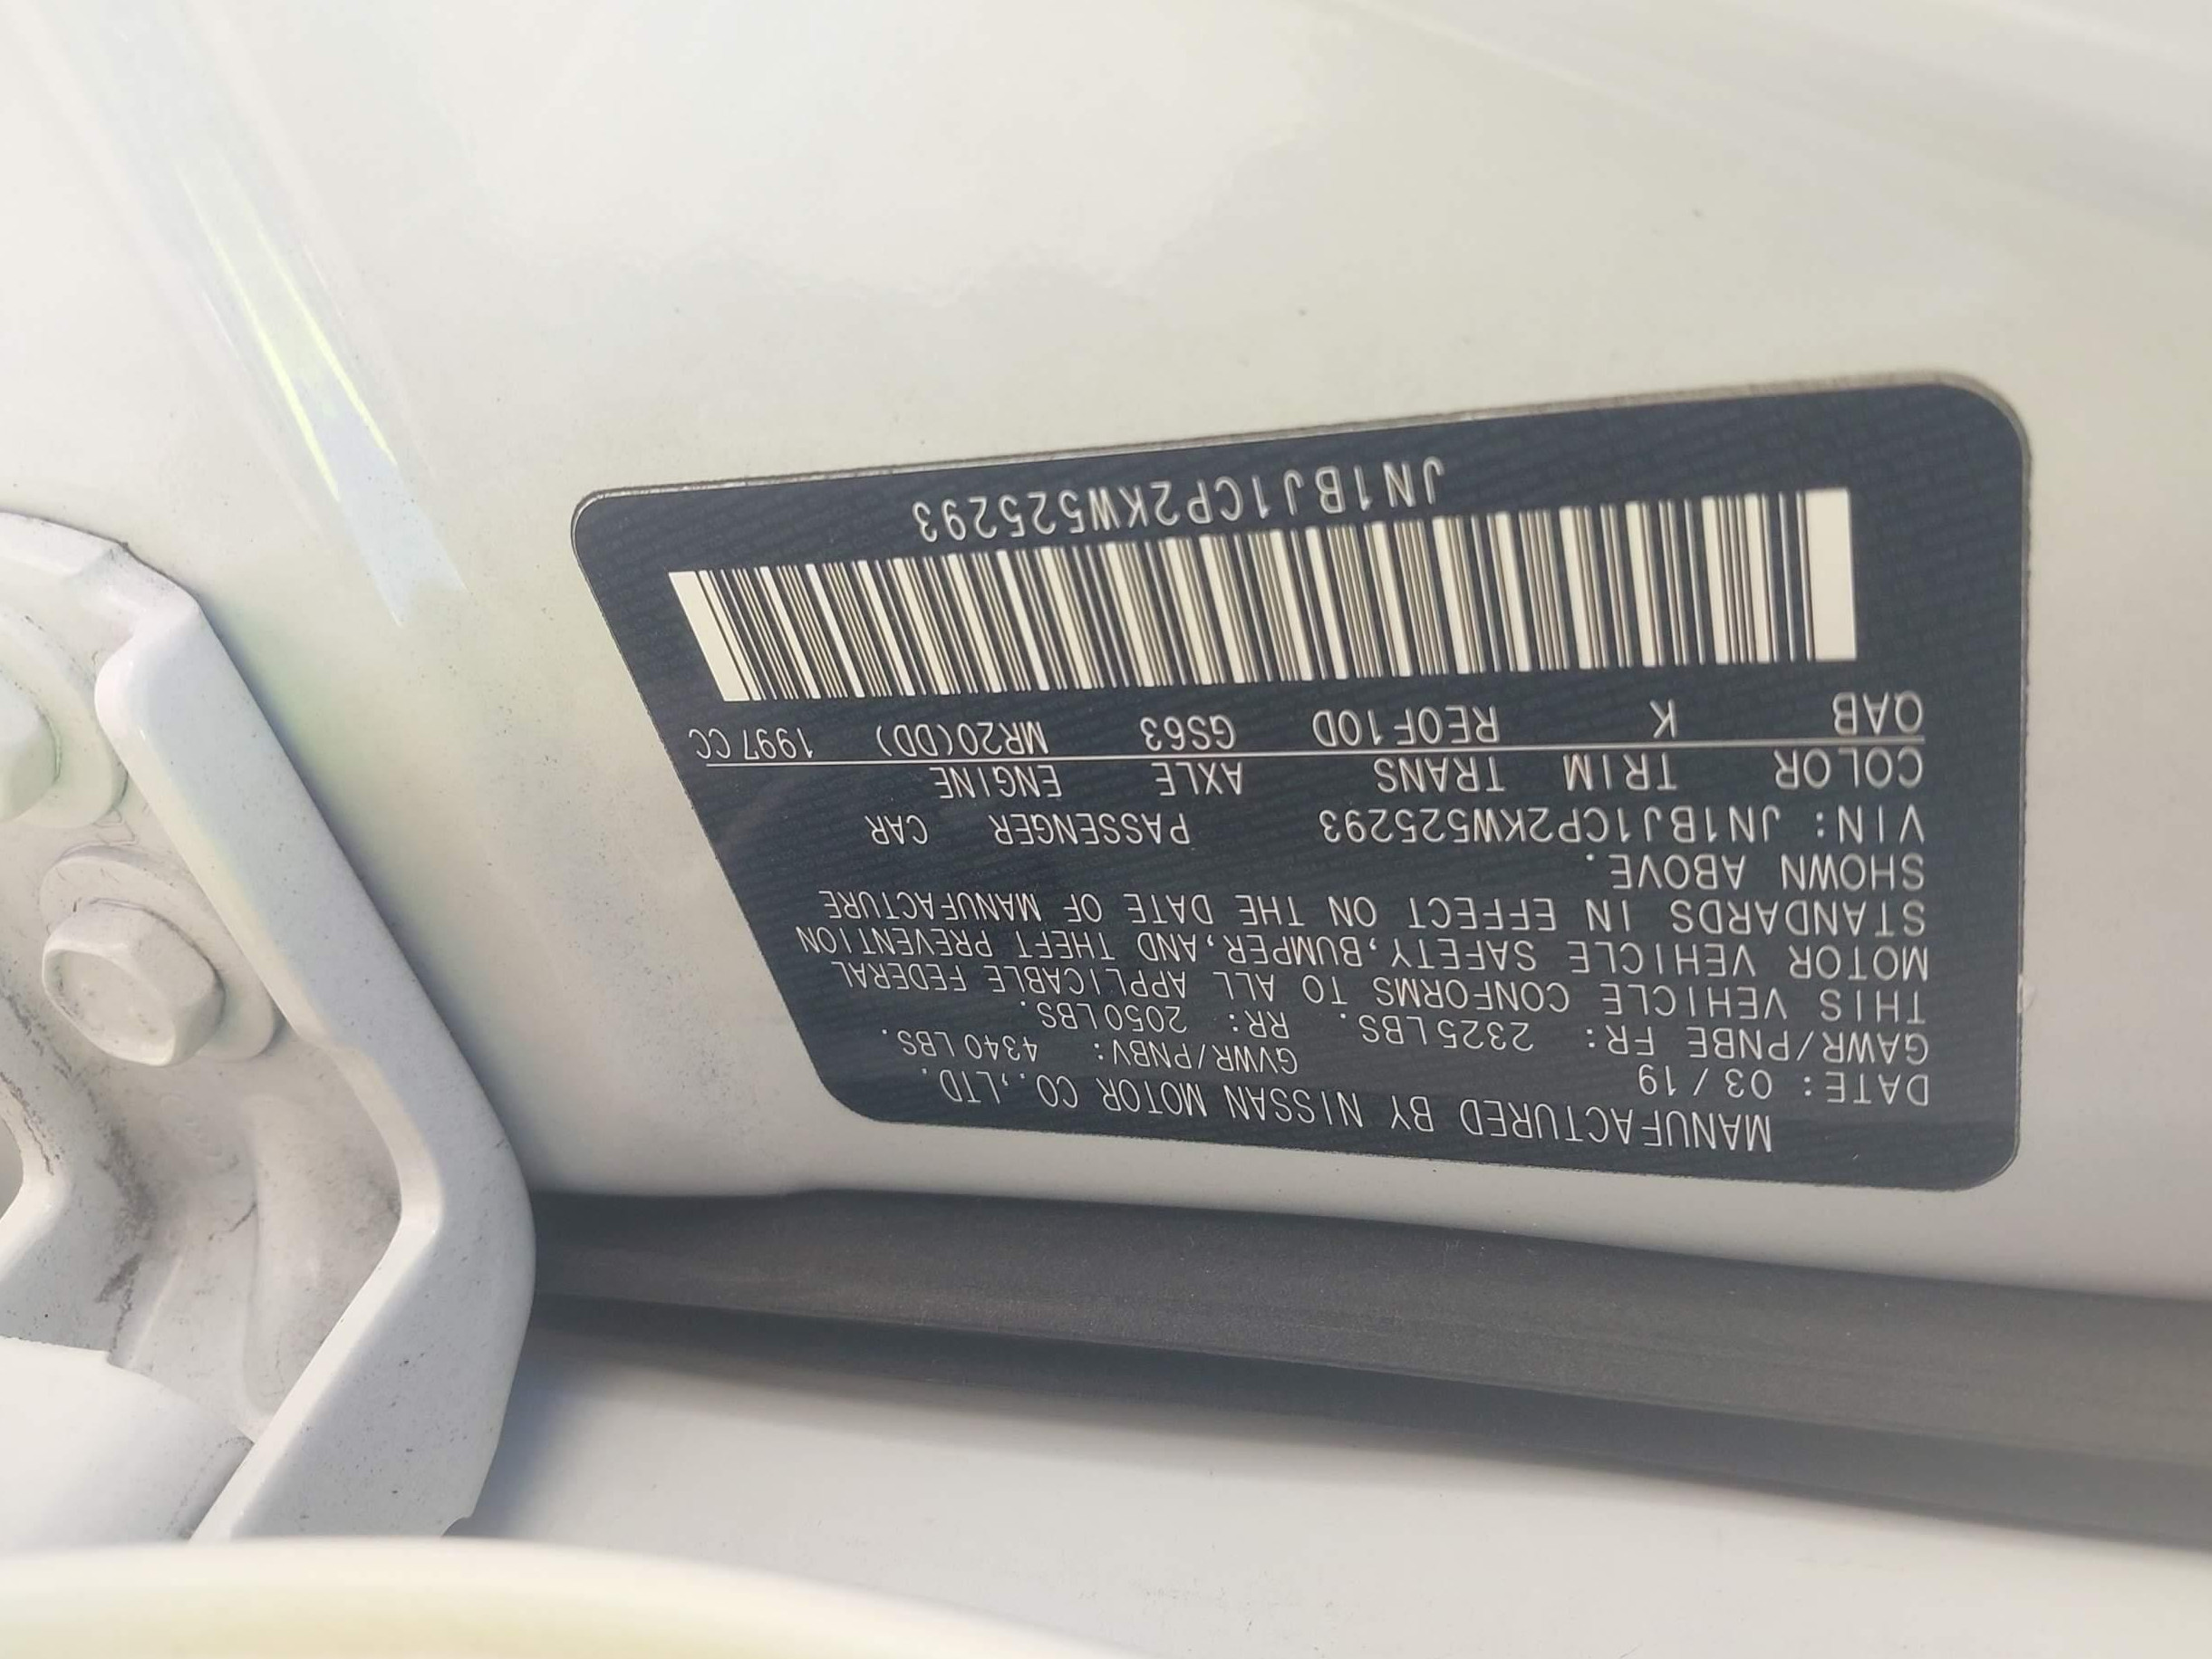 MANUFACTURED BY NISSAN MOTOR CO.,LTD.
DATE: 03/19 GVWR/PNBV: 4340LBS.
GAWR/PNBE FR: 2325LBS. RR: 2050LBS.
THIS VEHICLE CONFORMS TO ALL APPLICABLE FEDERAL
MOTOR VEHICLE SAFETY,BUMPER,AND THEFT PREVENTION
STANDARDS IN EFFECT ON THE DATE OF MANUFACTURE
SHOWN ABOVE.
VIN: JN1BJ1CP2KW525293 PASSENGER CAR
COLOR TRIM TRANS AXLE ENGINE
QAB K RE0F10D GS63 MR20(DD) 1997CC
JN1BJ1CP2KW525293